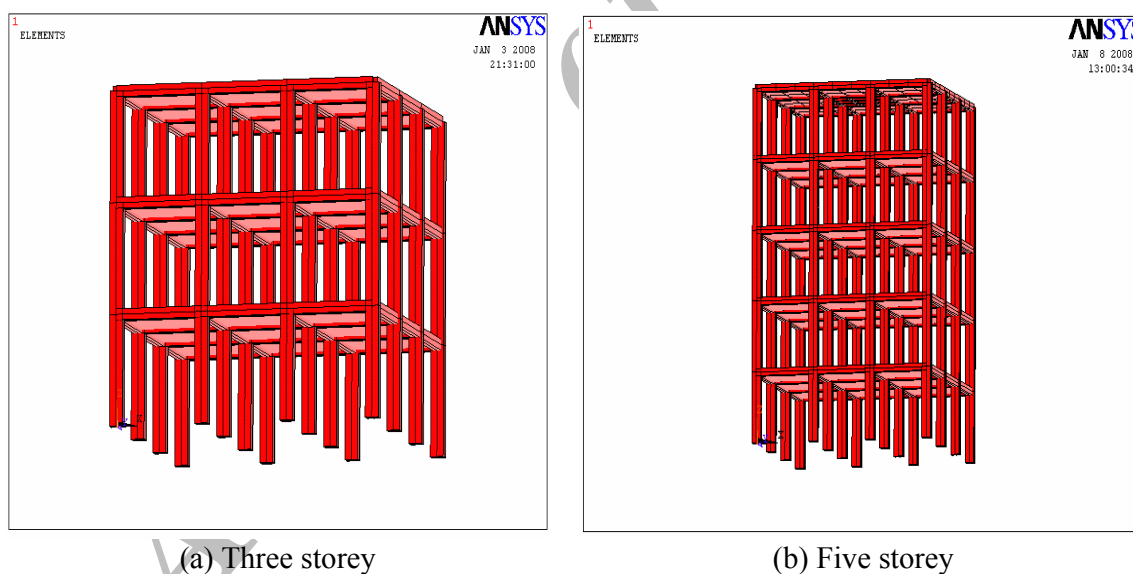 1
ELEMENTS
ANSYS
JAN 3 2008
21:31:00
1
ELEMENTS
ANSYS
JAN 8 2008
13:00:34
(a) Three storey
(b) Five storey